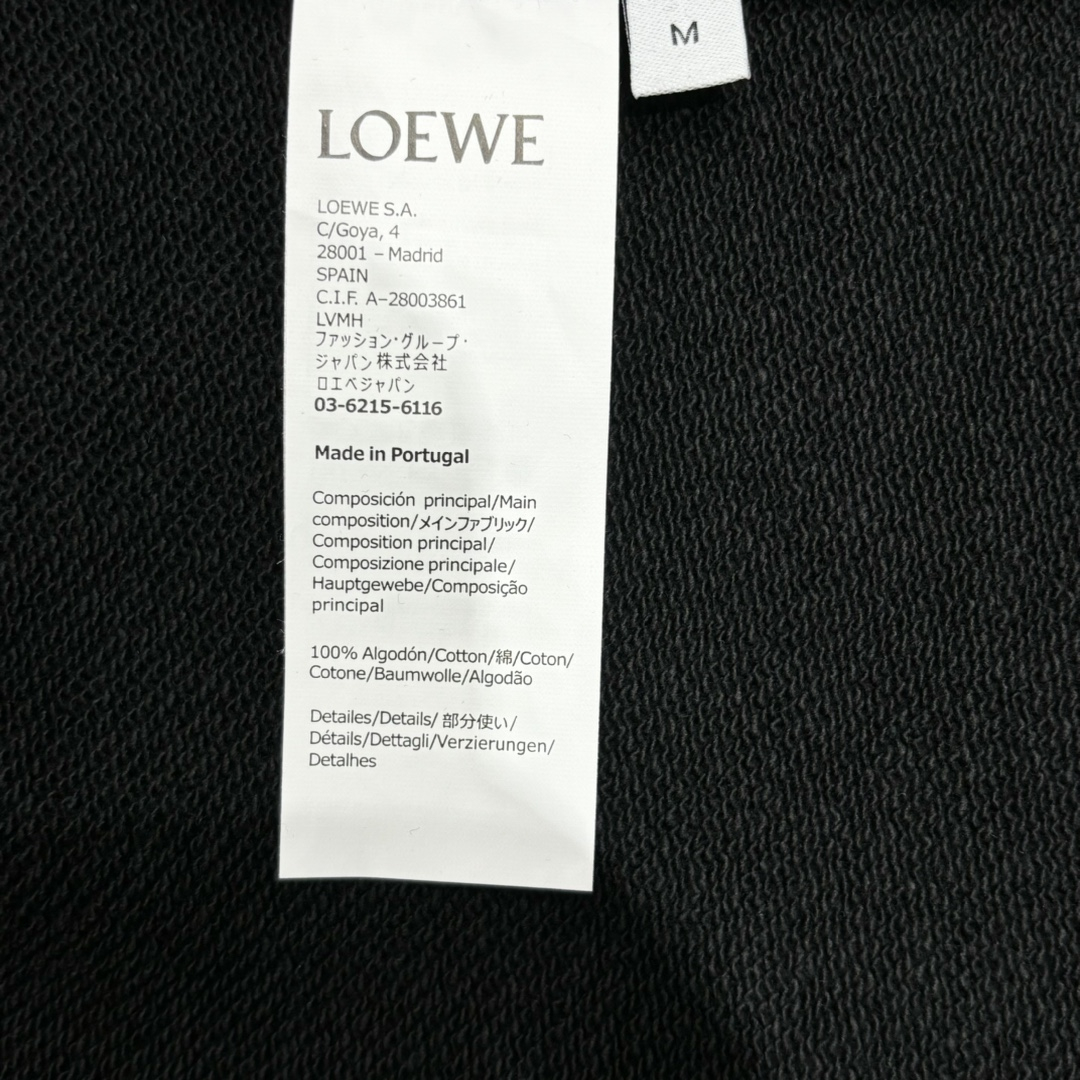 M
LOEWE
LOEWE S.A.
C/Goya, 4
28001 – Madrid
SPAIN
C.I.F. A–28003861
LVMH
ファッション・グループ・
ジャパン株式会社
ロエベジャパン
03-6215-6116
Made in Portugal
Composición principal/Main
composition/メインファブリック/
Composition principal/
Composizione principale/
Hauptgewebe/Composição
principal
100% Algodón/Cotton/綿/Coton/
Cotone/Baumwolle/Algodão
Detailes/Details/ 部分使い/
Détails/Dettagli/Verzierungen/
Detalhes